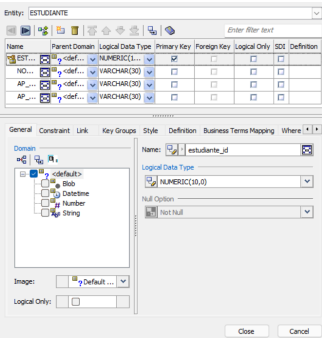 Entity: ESTUDIANTE
Enter filter text
Name Parent Domain Logical Data Type Primary Key Foreign Key Logical Only SDI Definition
EST... <def... NUMERIC(1...
NO... <def... VARCHAR(30)
AP_... <def... VARCHAR(30)
AP_... <def... VARCHAR(30)
General Constraint Link Key Groups Style Definition Business Terms Mapping Where
Domain
Name: estudiante_id
<default>
Blob
Datetime
Number
String
Logical Data Type
NUMERIC(10,0)
Null Option
Not Null
Image: Default ...
Logical Only:
Close Cancel